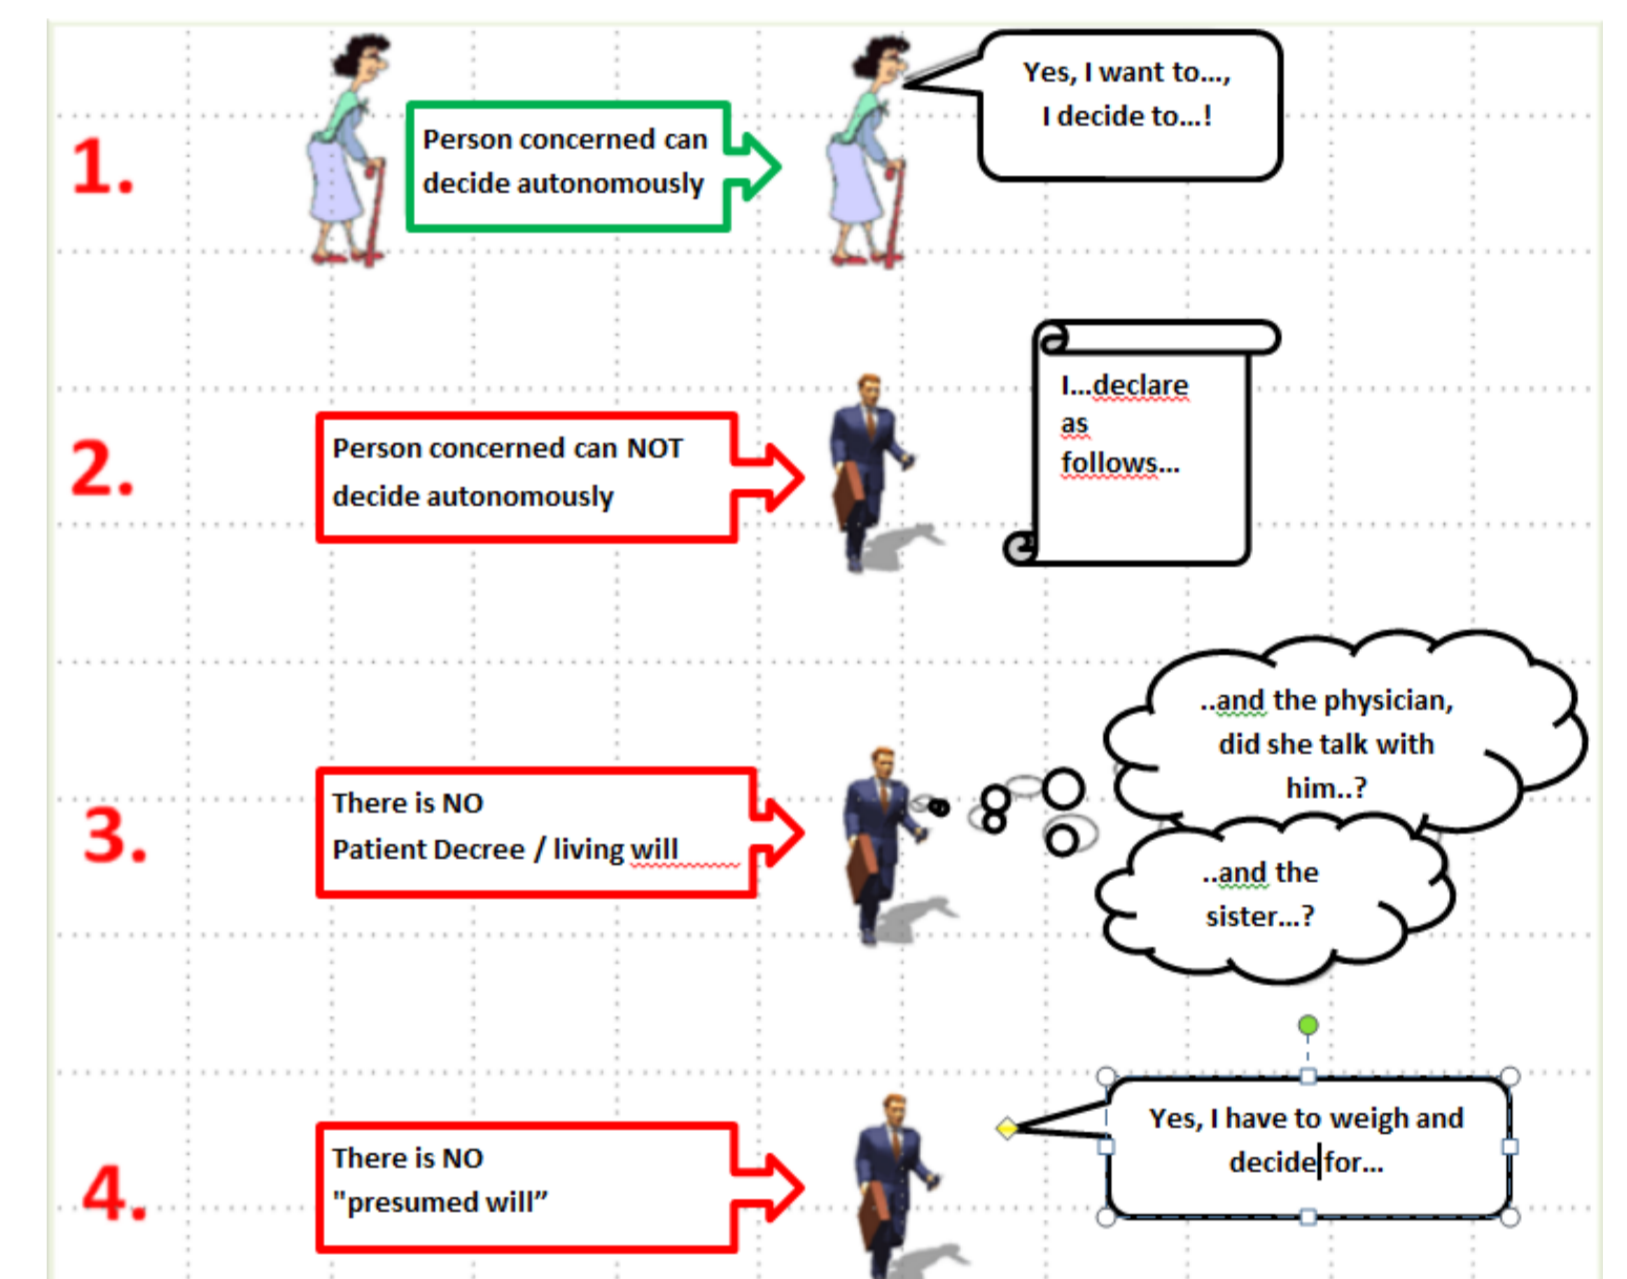 1.
Person concerned can
decide autonomously
Yes, I want to...,
I decide to...!
2.
Person concerned can NOT
decide autonomously
I...declare
as
follows...
3.
There is NO
Patient Decree / living will
..and the physician,
did she talk with
him..?
..and the
sister...?
4.
There is NO
"presumed will”
Yes, I have to weigh and
decide for...